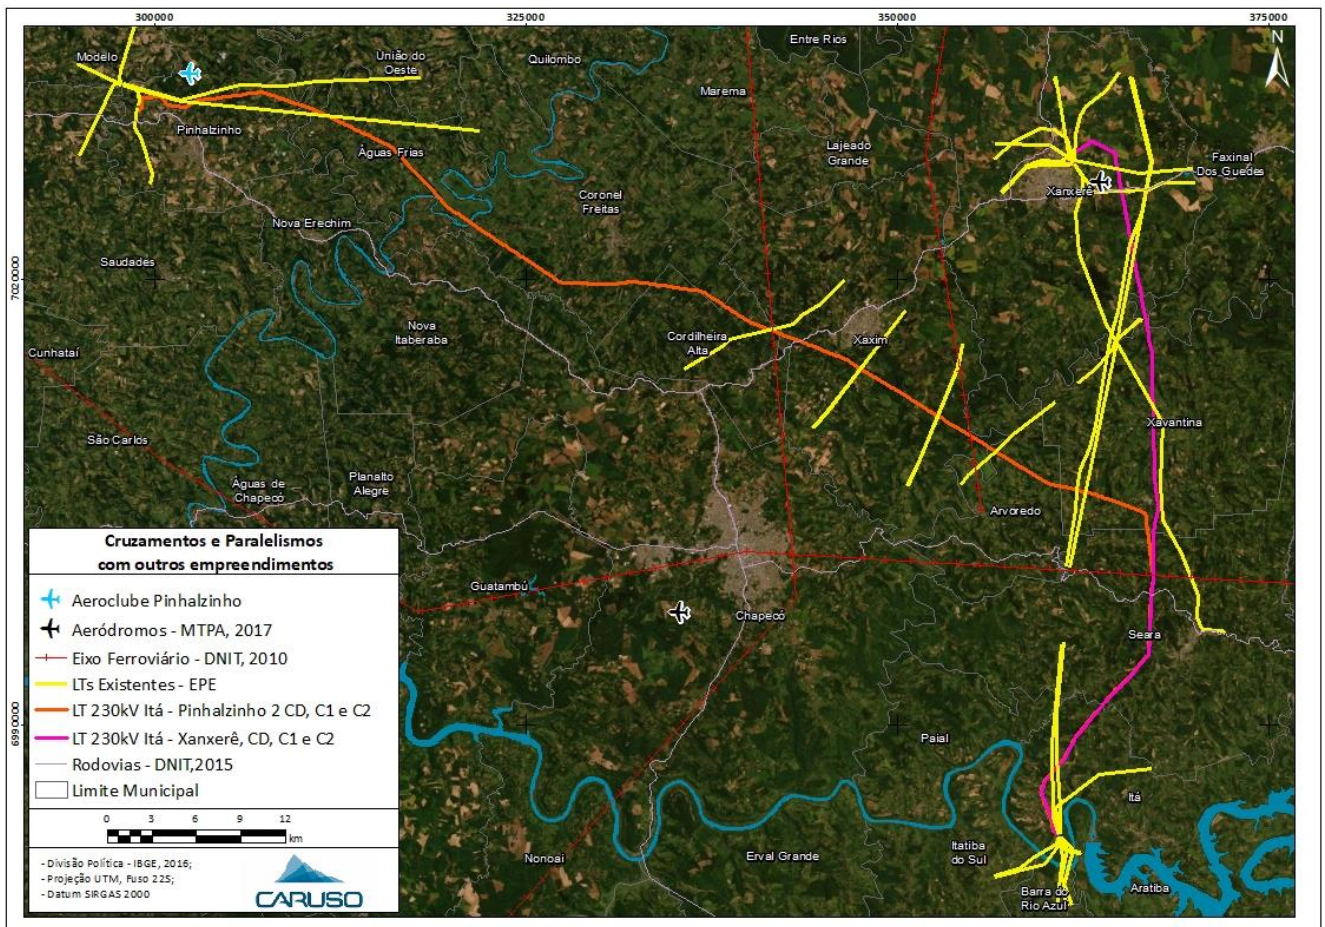 300000
325000
350000
375000
7020000
6990000
N
Modelo
União do
Oeste
Quilombo
Entre Rios
Marema
Pinhalzinho
Águas Frias
Lajeado
Grande
Faxinal
Dos Guedes
Xanxerê
Coronel
Freitas
Nova Erechim
Saudades
Nova
Itaberaba
Cordilheira
Alta
Xaxim
Cunhataí
São Carlos
Xavantina
Águas de
Chapecó
Planalto
Alegre
Arvoredo
Guatambú
Chapecó
Seara
Paial
Itá
Nonoai
Erval Grande
Itatiba
do Sul
Barra do
Rio Azul
Aratiba
Cruzamentos e Paralelismos
com outros empreendimentos
Aeroclube Pinhalzinho
Aeródromos - MTPA, 2017
Eixo Ferroviário - DNIT, 2010
LTs Existentes - EPE
LT 230kV Itá - Pinhalzinho 2 CD, C1 e C2
LT 230kV Itá - Xanxerê, CD, C1 e C2
Rodovias - DNIT,2015
Limite Municipal
0 3 6 9 12
km
- Divisão Política - IBGE, 2016;
- Projeção UTM, Fuso 22S;
- Datum SIRGAS 2000
CARUSO